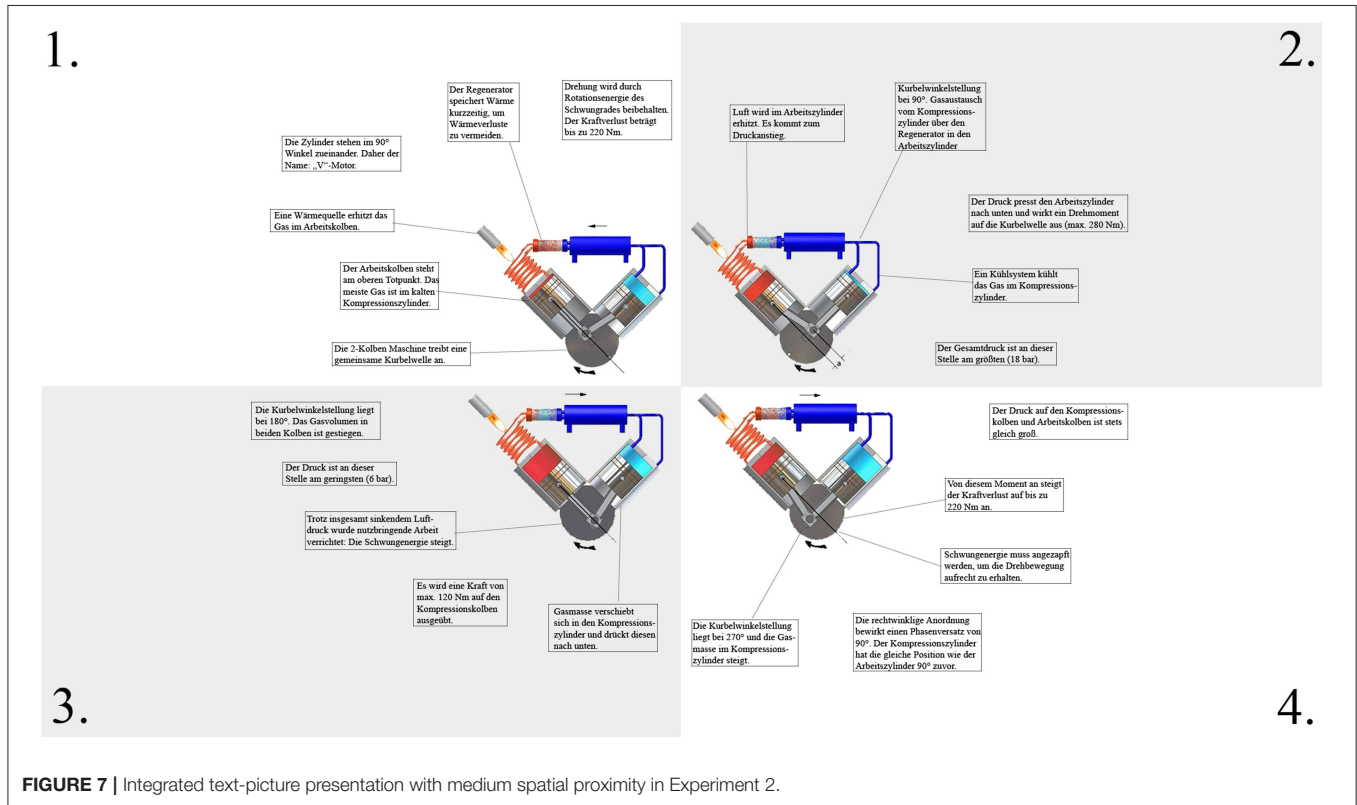 1.
Der Regenerator
speichert Wärme
kurzzeitig, um
Wärmeverluste
zu vermeiden.
Drehung wird durch
Rotationsenergie des
Schwungrades beibehalten.
Der Kraftverlust beträgt
bis zu 220 Nm.
Die Zylinder stehen im 90°
Winkel zueinander. Daher der
Name: „V“-Motor.
Eine Wärmequelle erhitzt das
Gas im Arbeitskolben.
Der Arbeitskolben steht
am oberen Totpunkt. Das
meiste Gas ist im kalten
Kompressionszylinder.
Die 2-Kolben Maschine treibt eine
gemeinsame Kurbelwelle an.
2.
Luft wird im Arbeitszylinder
erhitzt. Es kommt zum
Druckanstieg.
Kurbelwinkelstellung
bei 90°. Gasaustausch
vom Kompressions-
zylinder über den
Regenerator in den
Arbeitszylinder
Der Druck presst den Arbeitszylinder
nach unten und wirkt ein Drehmoment
auf die Kurbelwelle aus (max. 280 Nm).
Ein Kühlsystem kühlt
das Gas im Kompressions-
zylinder.
Der Gesamtdruck ist an dieser
Stelle am größten (18 bar).
Die Kurbelwinkelstellung liegt
bei 180°. Das Gasvolumen in
beiden Kolben ist gestiegen.
Der Druck ist an dieser
Stelle am geringsten (6 bar).
Trotz insgesamt sinkendem Luft-
druck wurde nutzbringende Arbeit
verrichtet: Die Schwungenergie steigt.
Es wird eine Kraft von
max. 120 Nm auf den
Kompressionskolben
ausgeübt.
Gasmasse verschiebt
sich in den Kompressions-
zylinder und drückt diesen
nach unten.
3.
Der Druck auf den Kompressions-
kolben und Arbeitskolben ist stets
gleich groß.
Von diesem Moment an steigt
der Kraftverlust auf bis zu
220 Nm an.
Schwungenergie muss angezapft
werden, um die Drehbewegung
aufrecht zu erhalten.
Die Kurbelwinkelstellung
liegt bei 270° und die Gas-
masse im Kompressions-
zylinder steigt.
Die rechtwinklige Anordnung
bewirkt einen Phasenversatz von
90°. Der Kompressionszylinder
hat die gleiche Position wie der
Arbeitszylinder 90° zuvor.
4.
FIGURE 7 | Integrated text-picture presentation with medium spatial proximity in Experiment 2.